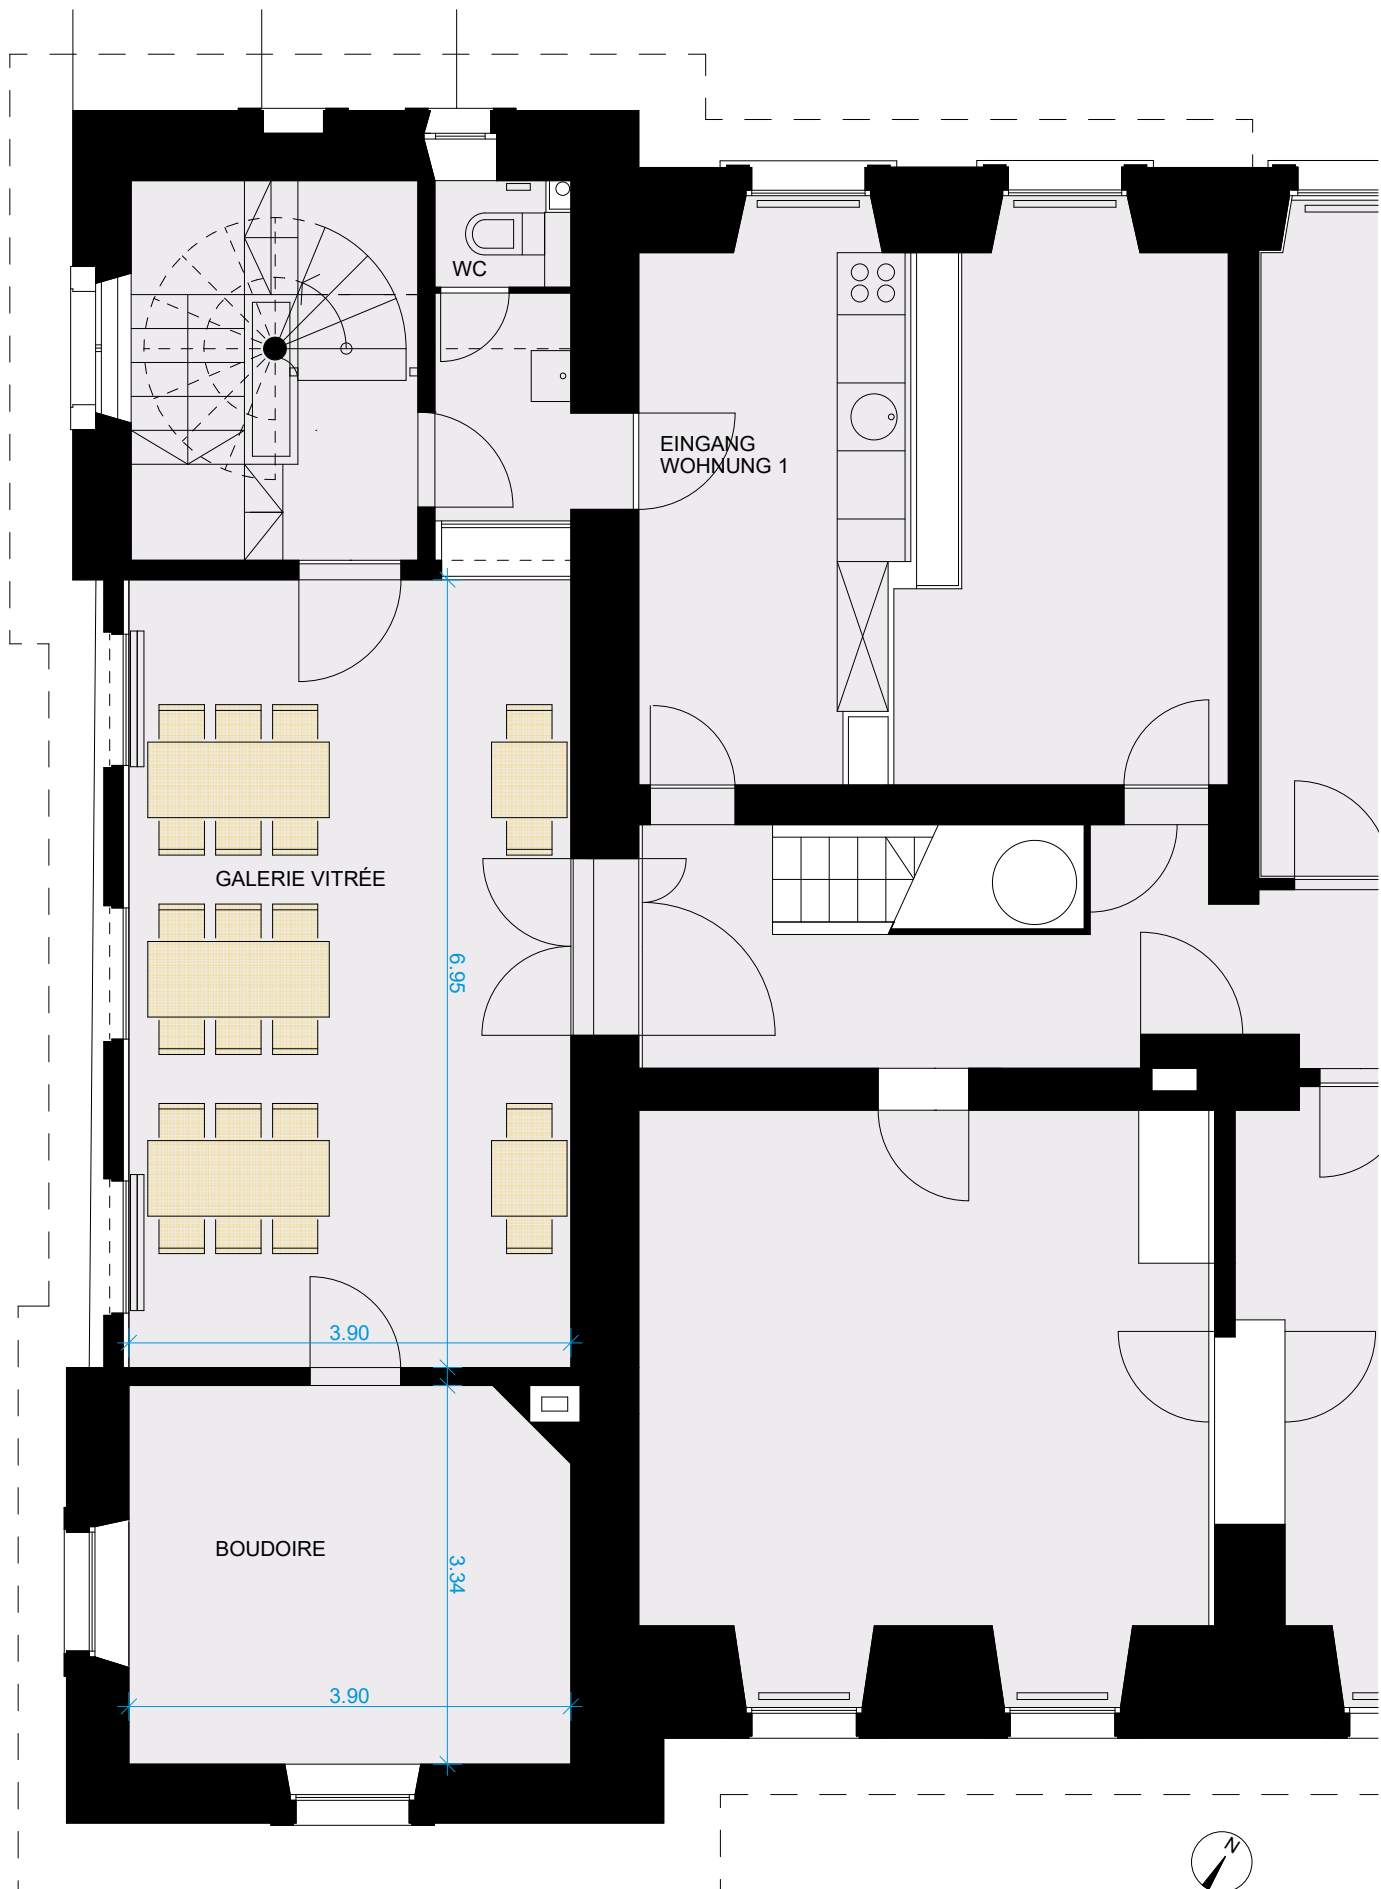 WC
EINGANG
WOHNUNG 1
GALERIE VITRÉE
6.95
3.90
BOUDOIRE
3.34
3.90
N